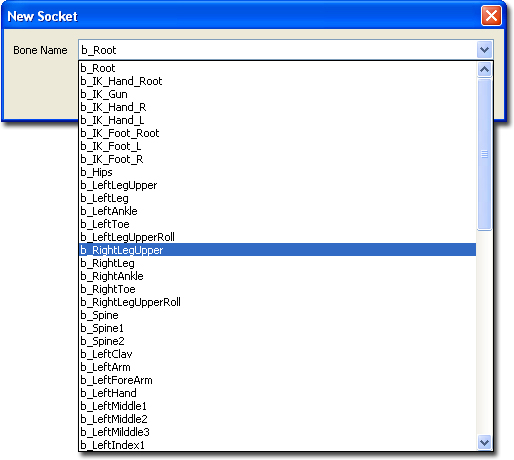 New Socket
Bone Name b_Root
b_Root
b_IK_Hand_Root
b_IK_Gun
b_IK_Hand_R
b_IK_Hand_L
b_IK_Foot_Root
b_IK_Foot_L
b_IK_Foot_R
b_Hips
b_LeftLegUpper
b_LeftLeg
b_LeftAnkle
b_LeftToe
b_LeftLegUpperRoll
b_RightLegUpper
b_RightLeg
b_RightAnkle
b_RightToe
b_RightLegUpperRoll
b_Spine
b_Spine1
b_Spine2
b_LeftClav
b_LeftArm
b_LeftForeArm
b_LeftHand
b_LeftMiddle1
b_LeftMiddle2
b_LeftMilddle3
b_LeftIndex1